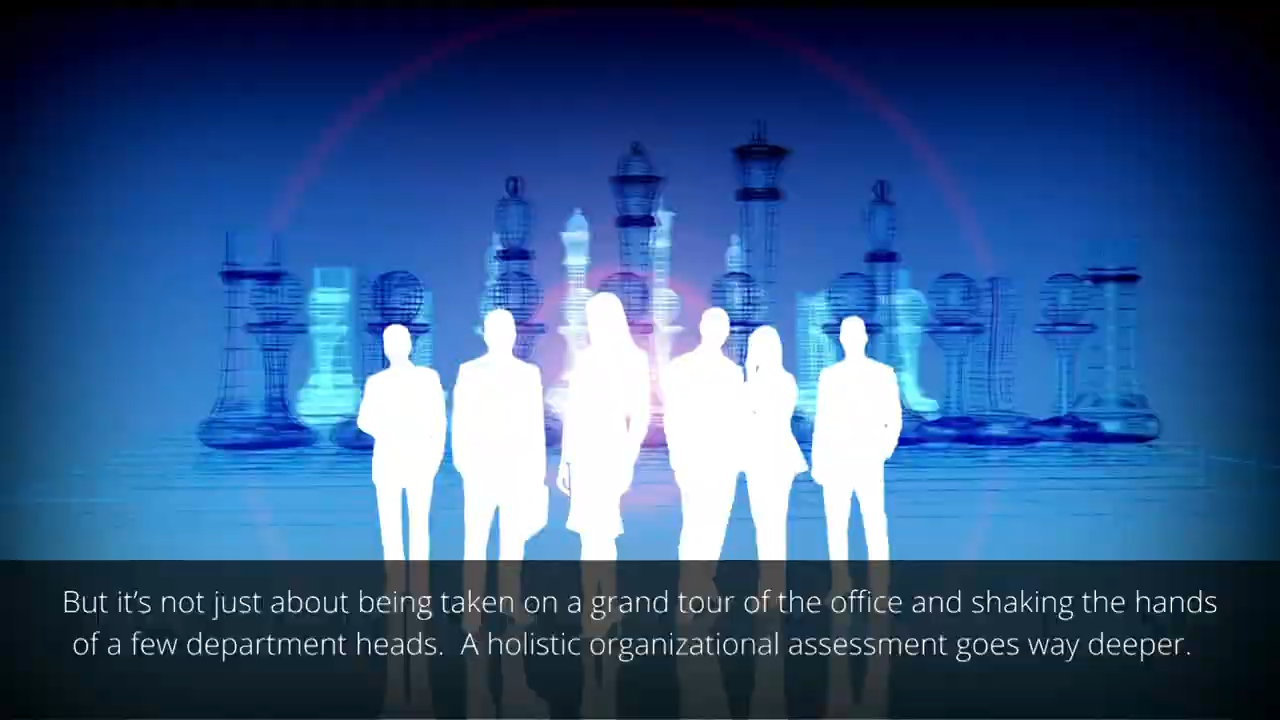 But it’s not just about being taken on a grand tour of the office and shaking the hands
of a few department heads.  A holistic organizational assessment goes way deeper.